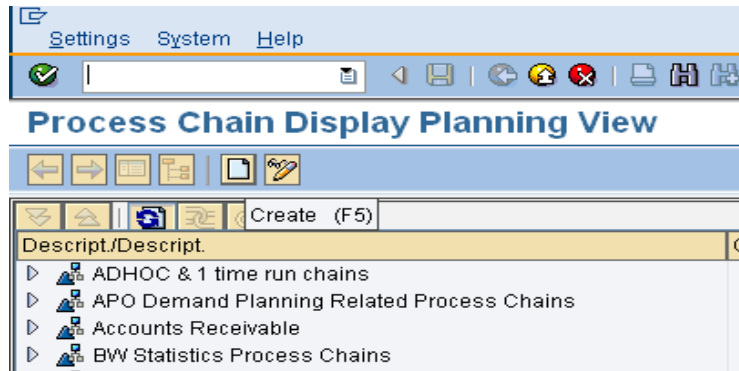 Settings System Help
Process Chain Display Planning View
Create (F5)
Descript./Descript.
ADHOC & 1 time run chains
APO Demand Planning Related Process Chains
Accounts Receivable
BW Statistics Process Chains